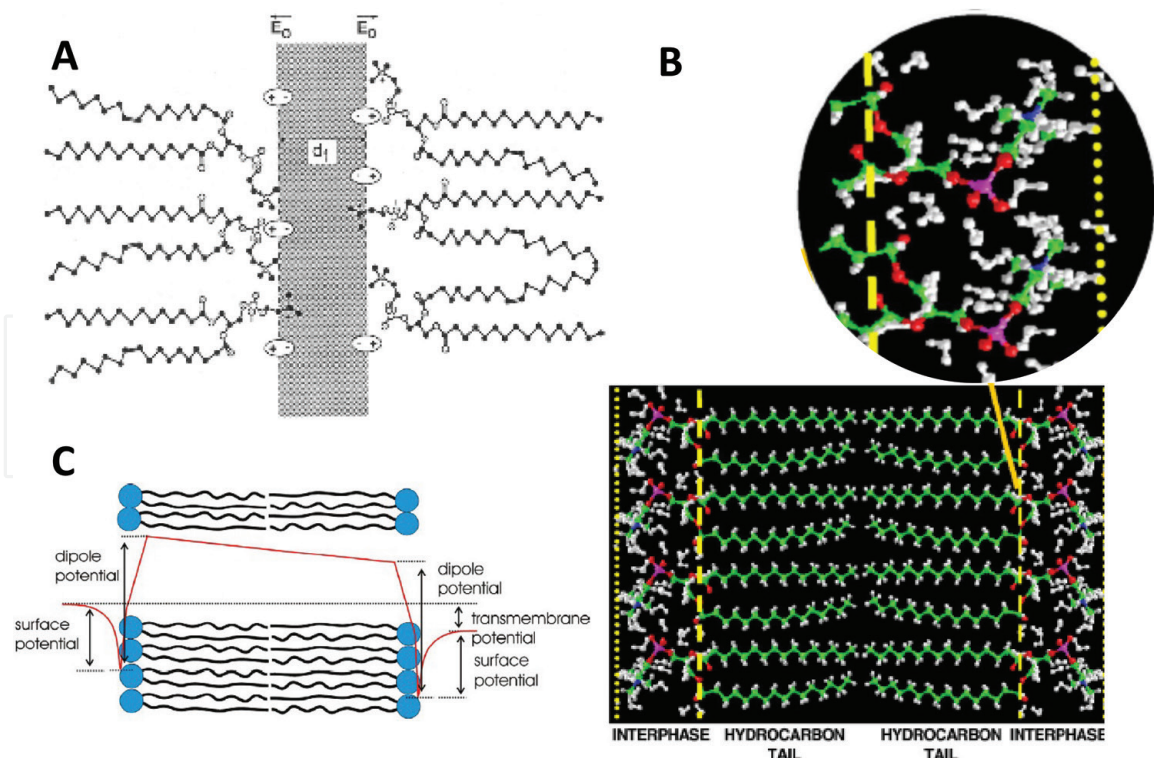 A
E₀ E₀
+ -
+
d₁
+
+ -
+ -
+
B
C
dipole
potential
surface
potential
dipole
potential
transmembrane
potential
surface
potential
INTERPHASE HYDROCARBON HYDROCARBON INTERPHASE
TAIL TAIL